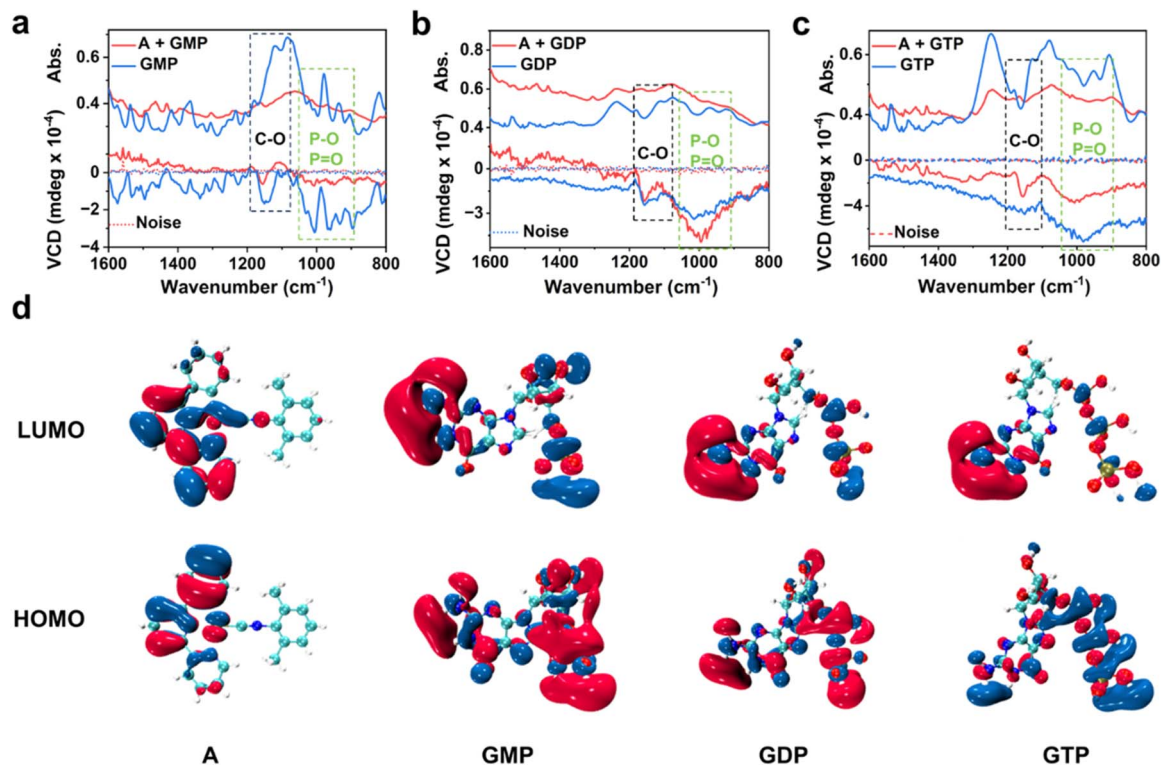 a
Abs.
0.6
0.4
A + GMP
GMP
C-O
P-O
P=O
VCD (mdeg x 10⁻⁴)
0
−2
−4
Noise
1600 1400 1200 1000 800
Wavenumber (cm⁻¹)
b
Abs.
0.8
0.6
0.4
A + GDP
GDP
C-O
P-O
P=O
VCD (mdeg x 10⁻⁴)
0
−3
Noise
1600 1400 1200 1000 800
Wavenumber (cm⁻¹)
c
Abs.
0.6
0.4
A + GTP
GTP
C-O
P-O
P=O
VCD (mdeg x 10⁻⁴)
0
−4
Noise
1600 1400 1200 1000 800
Wavenumber (cm⁻¹)
d
LUMO
HOMO
A GMP GDP GTP